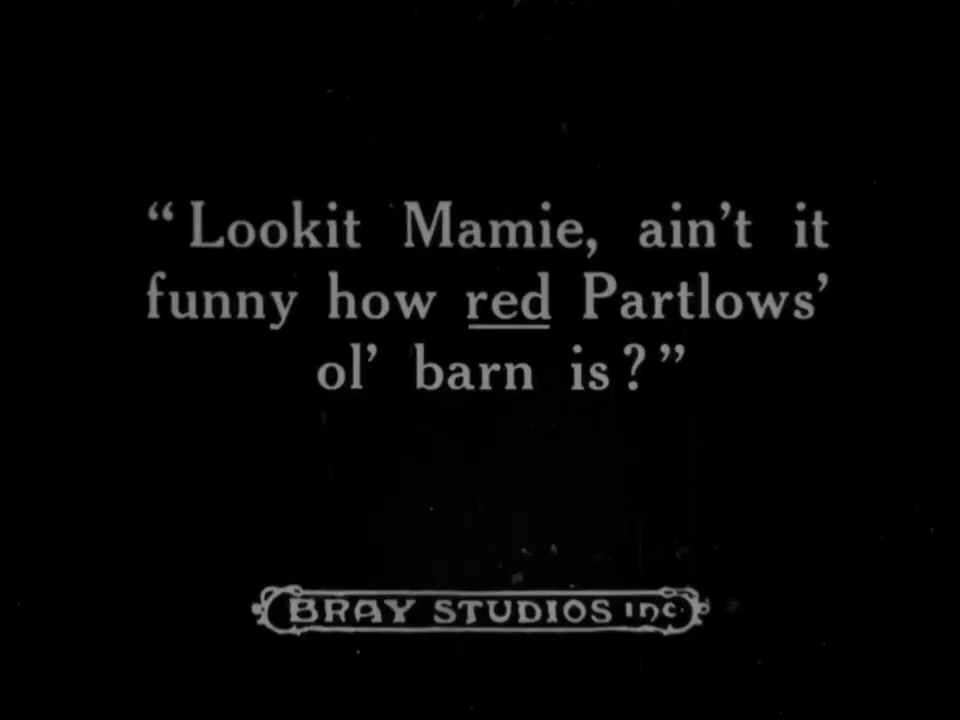 “Lookit Mamie, ain’t it
funny how red Partlows’
ol’ barn is?”
BRAY STUDIOS Inc.